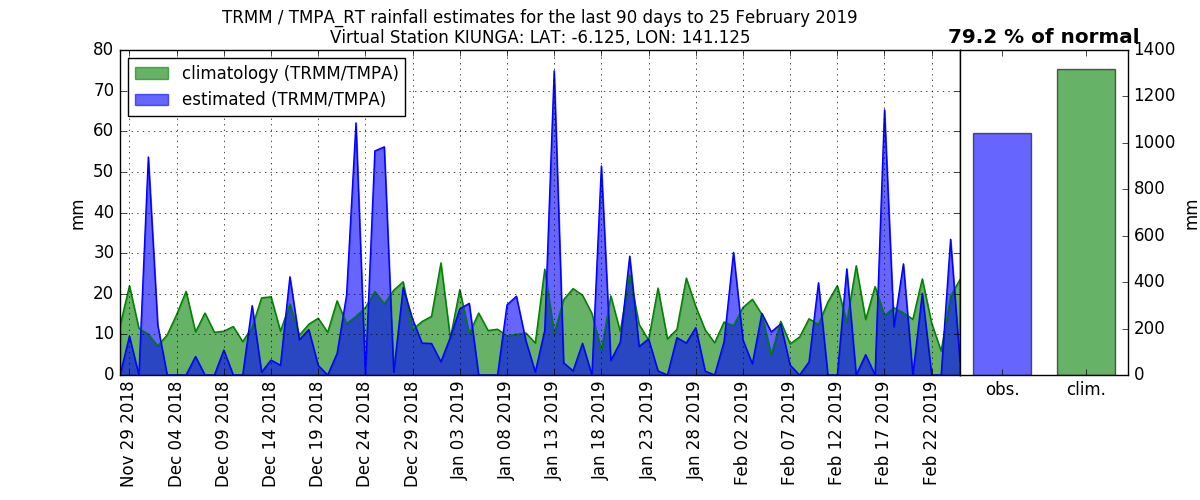 TRMM / TMPA_RT rainfall estimates for the last 90 days to 25 February 2019
Virtual Station KIUNGA: LAT: -6.125, LON: 141.125
79.2 % of normal
climatology (TRMM/TMPA)
estimated (TRMM/TMPA)
mm
80
70
60
50
40
30
20
10
0
Nov 29 2018
Dec 04 2018
Dec 09 2018
Dec 14 2018
Dec 19 2018
Dec 24 2018
Dec 29 2018
Jan 03 2019
Jan 08 2019
Jan 13 2019
Jan 18 2019
Jan 23 2019
Jan 28 2019
Feb 02 2019
Feb 07 2019
Feb 12 2019
Feb 17 2019
Feb 22 2019
obs.
clim.
1400
1200
1000
800
600
400
200
0
mm